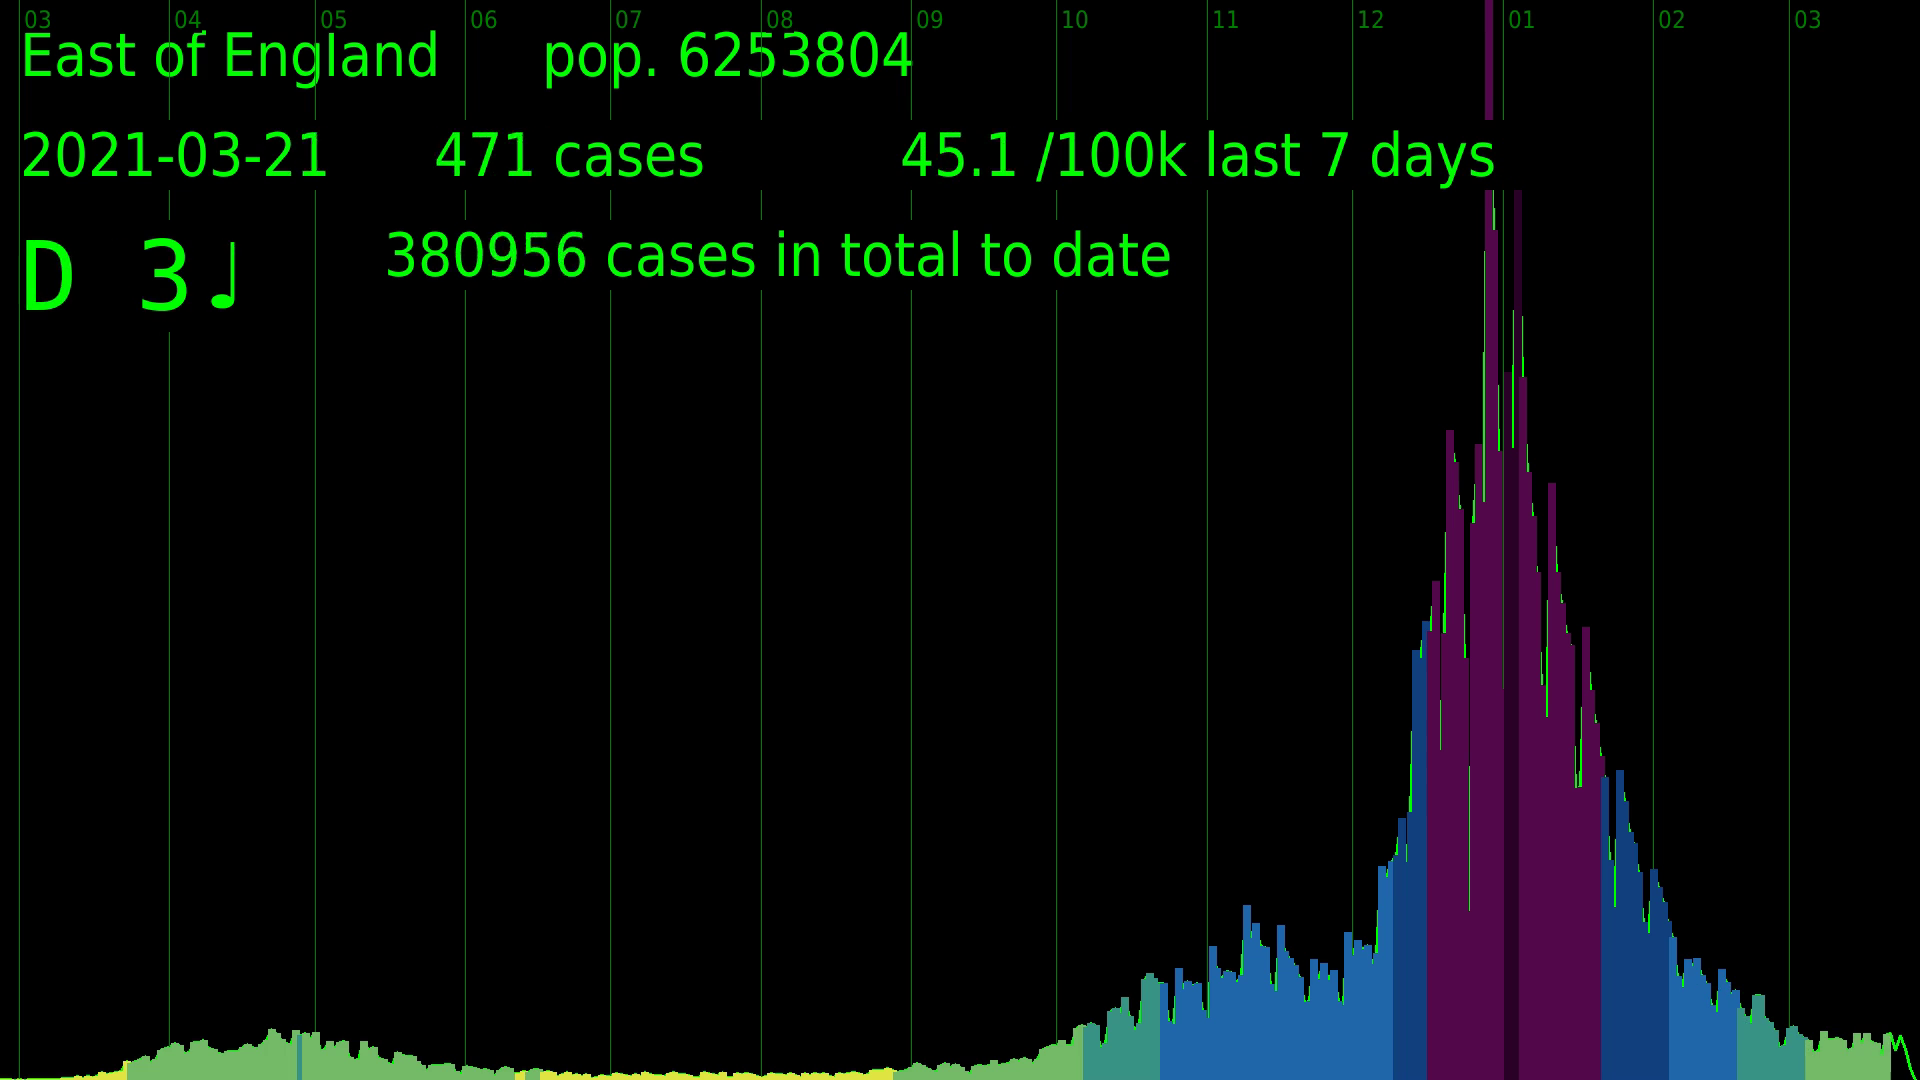 03 04 05 06 07 08 09 10 11 12 01 02 03
East of England pop. 6253804
2021-03-21 471 cases 45.1 /100k last 7 days
D 3♩ 380956 cases in total to date